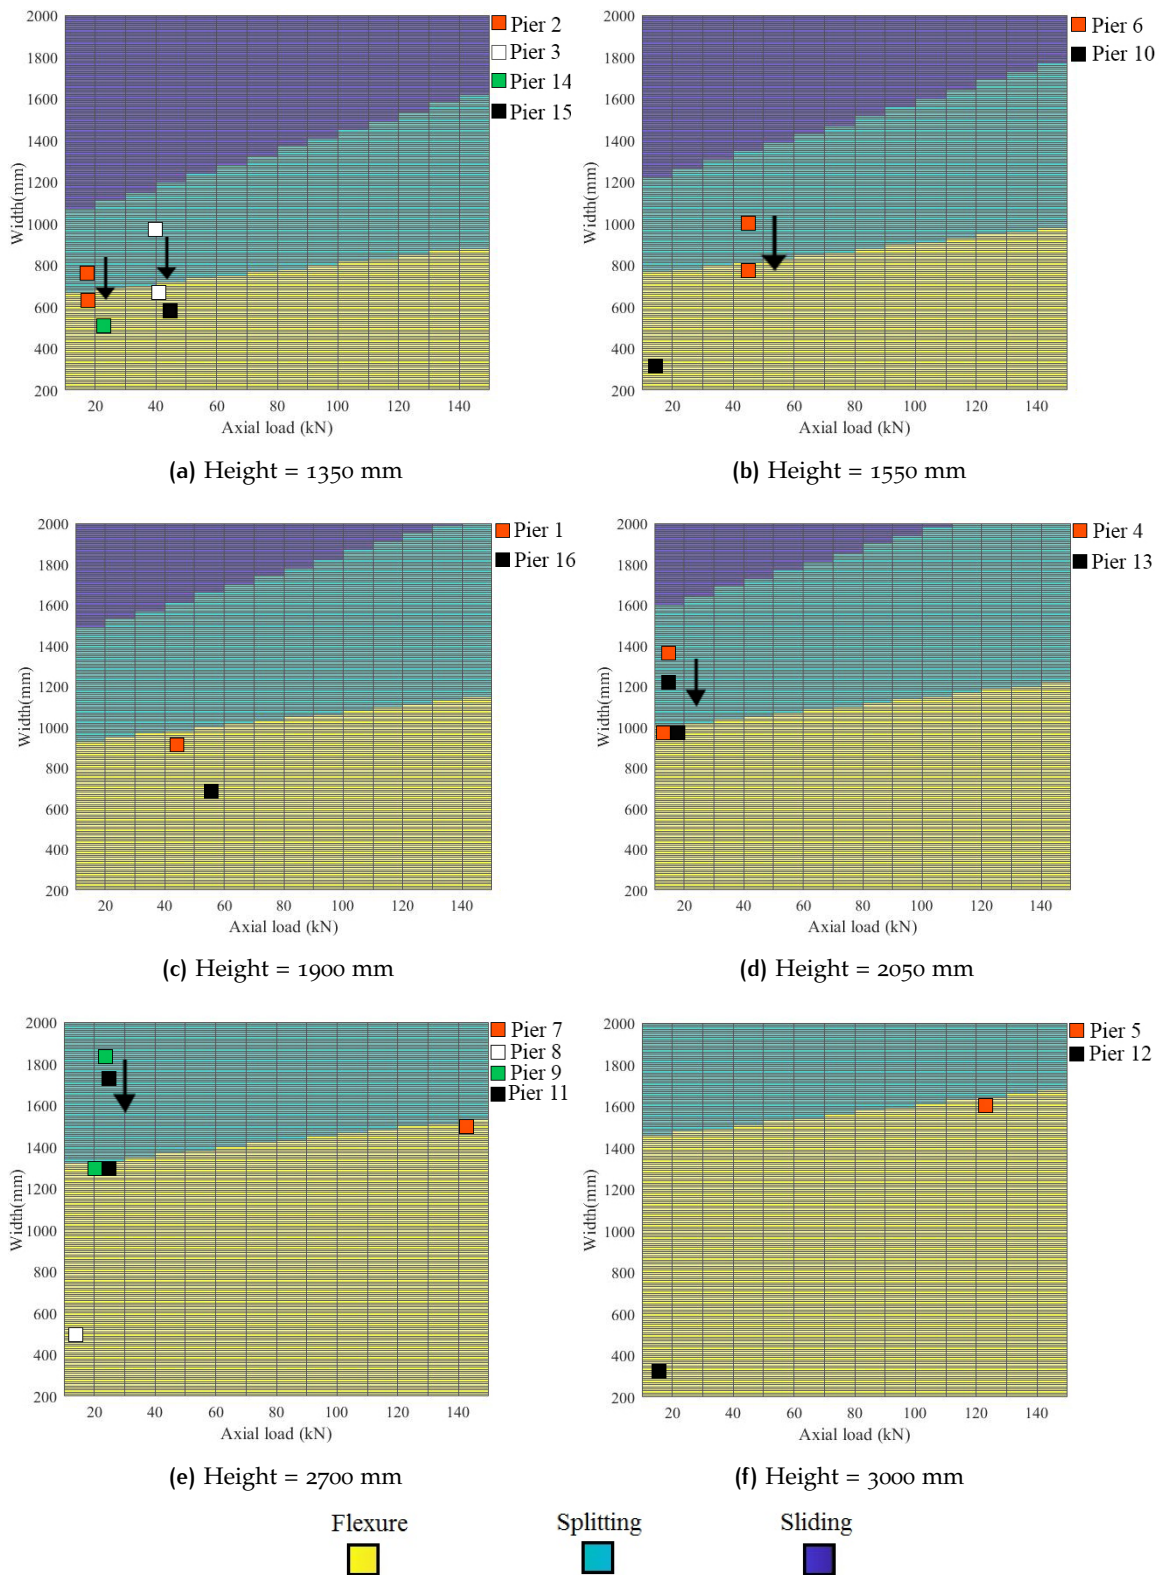 2000
1800
1600
1400
1200
1000
800
600
400
200
Width(mm)
20 40 60 80 100 120 140
Axial load (kN)
Pier 2
Pier 3
Pier 14
Pier 15
(a) Height = 1350 mm
2000
1800
1600
1400
1200
1000
800
600
400
200
Width(mm)
20 40 60 80 100 120 140
Axial load (kN)
Pier 6
Pier 10
(b) Height = 1550 mm
2000
1800
1600
1400
1200
1000
800
600
400
200
Width(mm)
20 40 60 80 100 120 140
Axial load (kN)
Pier 1
Pier 16
(c) Height = 1900 mm
2000
1800
1600
1400
1200
1000
800
600
400
200
Width(mm)
20 40 60 80 100 120 140
Axial load (kN)
Pier 4
Pier 13
(d) Height = 2050 mm
2000
1800
1600
1400
1200
1000
800
600
400
200
Width(mm)
20 40 60 80 100 120 140
Axial load (kN)
Pier 7
Pier 8
Pier 9
Pier 11
(e) Height = 2700 mm
2000
1800
1600
1400
1200
1000
800
600
400
200
Width(mm)
20 40 60 80 100 120 140
Axial load (kN)
Pier 5
Pier 12
(f) Height = 3000 mm
Flexure Splitting Sliding